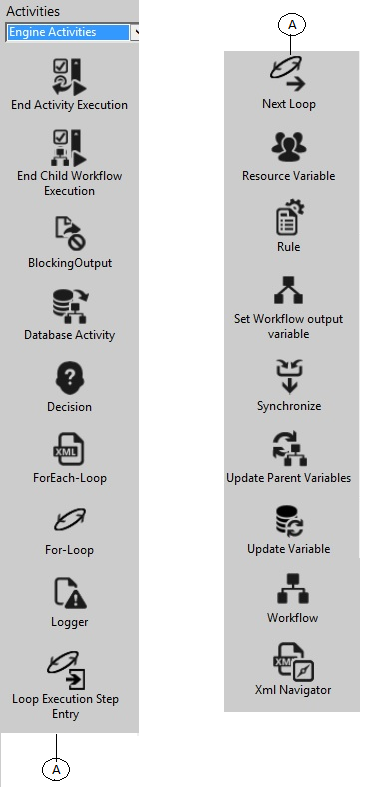 Activities
Engine Activities
End Activity Execution
End Child Workflow
Execution
BlockingOutput
Database Activity
Decision
XML
ForEach-Loop
For-Loop
Logger
Loop Execution Step
Entry
A
A
Next Loop
Resource Variable
Rule
Set Workflow output
variable
Synchronize
Update Parent Variables
Update Variable
Workflow
XM
Xml Navigator